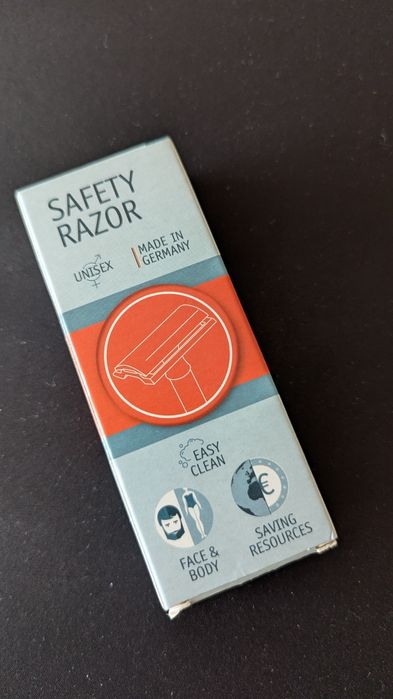 SAFETY
RAZOR
UNISEX
MADE IN
GERMANY
EASY
CLEAN
€
FACE &
BODY
SAVING
RESOURCES